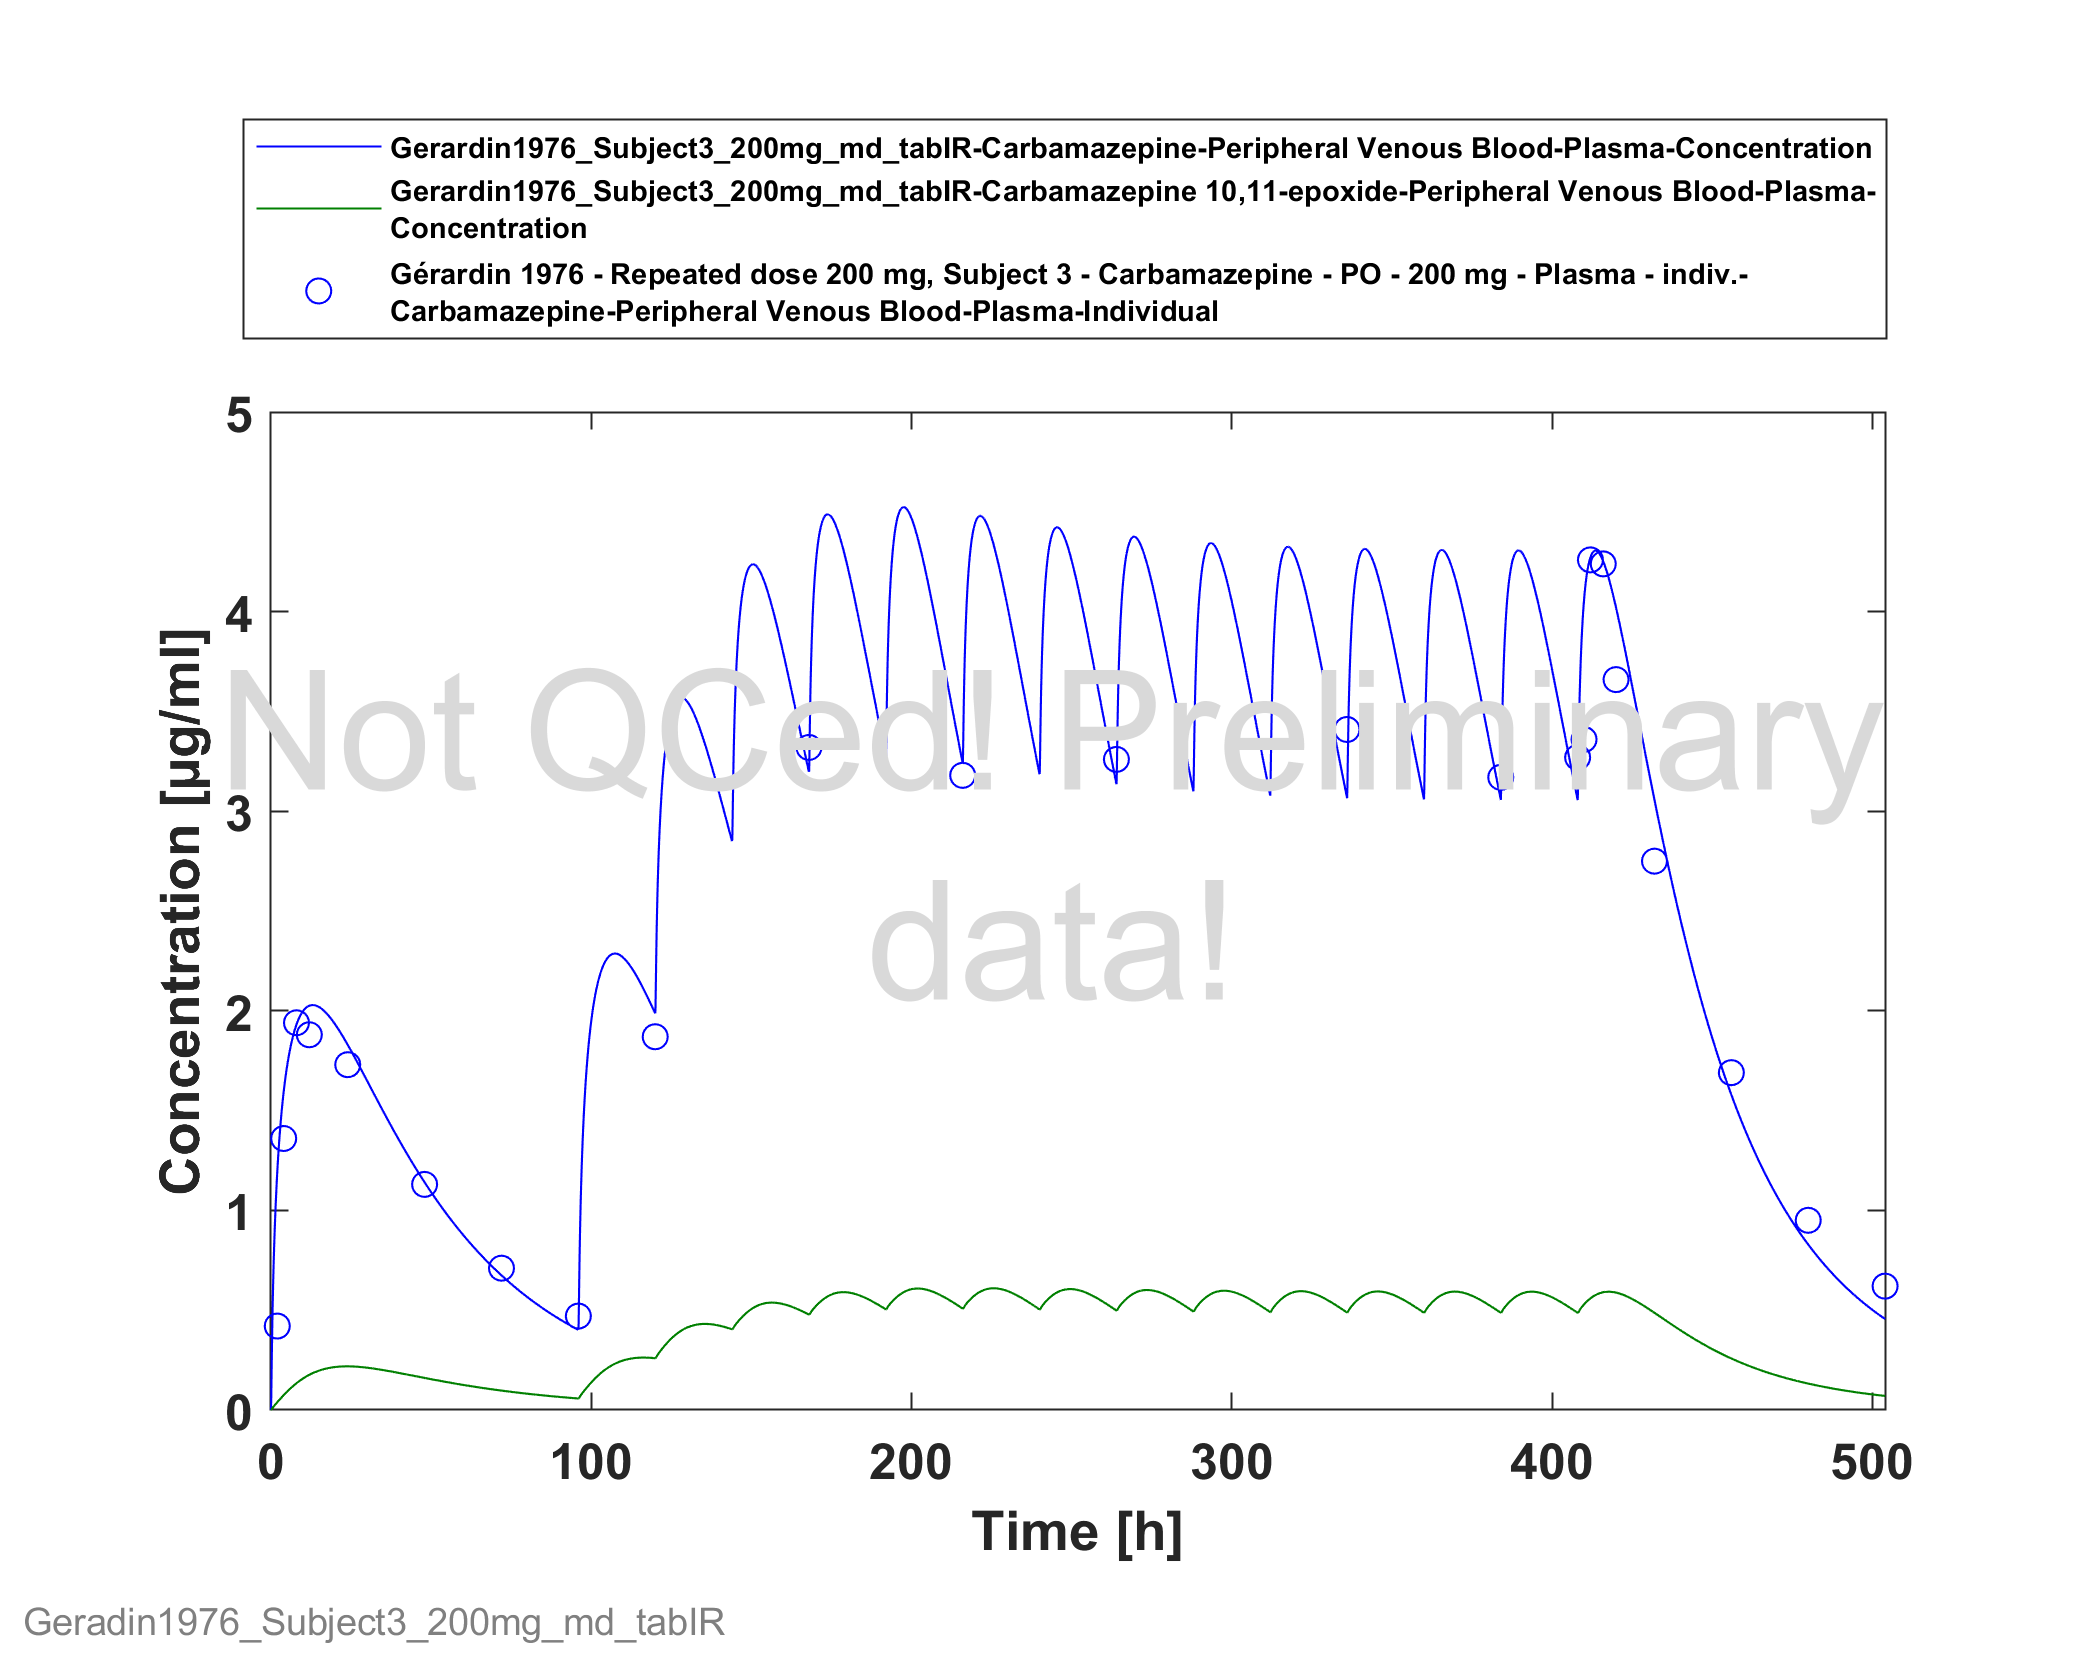 Gerardin1976_Subject3_200mg_md_tabIR-Carbamazepine-Peripheral Venous Blood-Plasma-Concentration
Gerardin1976_Subject3_200mg_md_tabIR-Carbamazepine 10,11-epoxide-Peripheral Venous Blood-Plasma-
Concentration
Gérardin 1976 - Repeated dose 200 mg, Subject 3 - Carbamazepine - PO - 200 mg - Plasma - indiv.-
Carbamazepine-Peripheral Venous Blood-Plasma-Individual
5
4
3
2
1
0
Concentration [µg/ml]
Not QCed! Preliminary
data!
0 100 200 300 400 500
Time [h]
Geradin1976_Subject3_200mg_md_tabIR